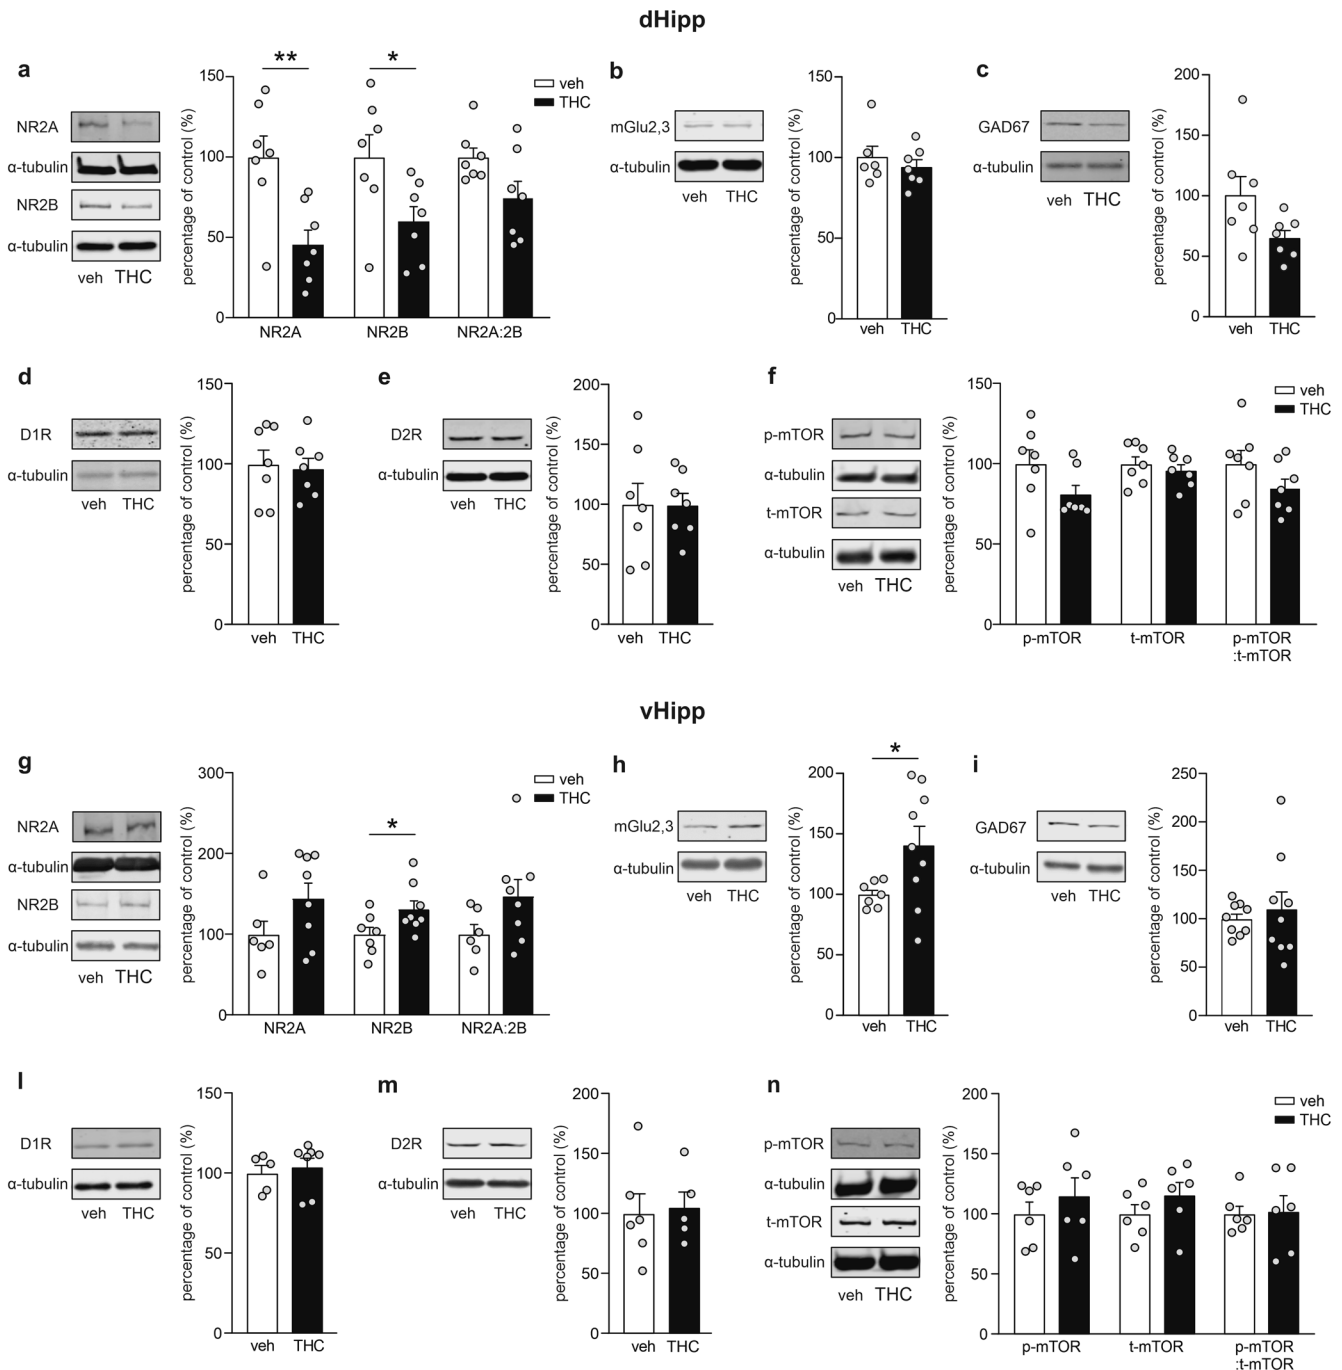 dHipp
a
NR2A
α-tubulin
NR2B
α-tubulin
veh THC
percentage of control (%)
150
100
50
0
** *
NR2A NR2B NR2A:2B
veh
THC
b
mGlu2,3
α-tubulin
veh THC
percentage of control (%)
150
100
50
0
veh THC
c
GAD67
α-tubulin
veh THC
percentage of control (%)
200
150
100
50
0
veh THC
d
D1R
α-tubulin
veh THC
percentage of control (%)
150
100
50
0
veh THC
e
D2R
α-tubulin
veh THC
percentage of control (%)
200
150
100
50
0
veh THC
f
p-mTOR
α-tubulin
t-mTOR
α-tubulin
veh THC
percentage of control (%)
150
100
50
0
p-mTOR t-mTOR p-mTOR
:t-mTOR
veh
THC
vHipp
g
NR2A
α-tubulin
NR2B
α-tubulin
veh THC
percentage of control (%)
300
200
100
0
*
NR2A NR2B NR2A:2B
veh
THC
h
mGlu2,3
α-tubulin
veh THC
percentage of control (%)
200
150
100
50
0
*
veh THC
i
GAD67
α-tubulin
veh THC
percentage of control (%)
250
200
150
100
50
0
veh THC
l
D1R
α-tubulin
veh THC
percentage of control (%)
150
100
50
0
veh THC
m
D2R
α-tubulin
veh THC
percentage of control (%)
200
150
100
50
0
veh THC
n
p-mTOR
α-tubulin
t-mTOR
α-tubulin
veh THC
percentage of control (%)
200
150
100
50
0
p-mTOR t-mTOR p-mTOR
:t-mTOR
veh
THC